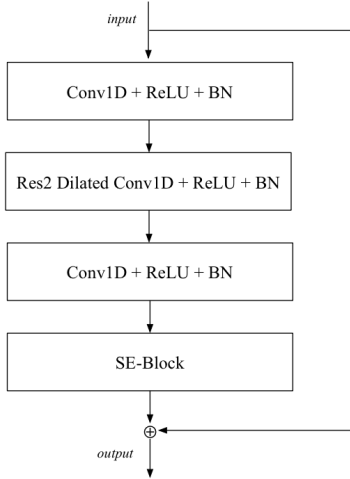 input
Conv1D + ReLU + BN
Res2 Dilated Conv1D + ReLU + BN
Conv1D + ReLU + BN
SE-Block
output